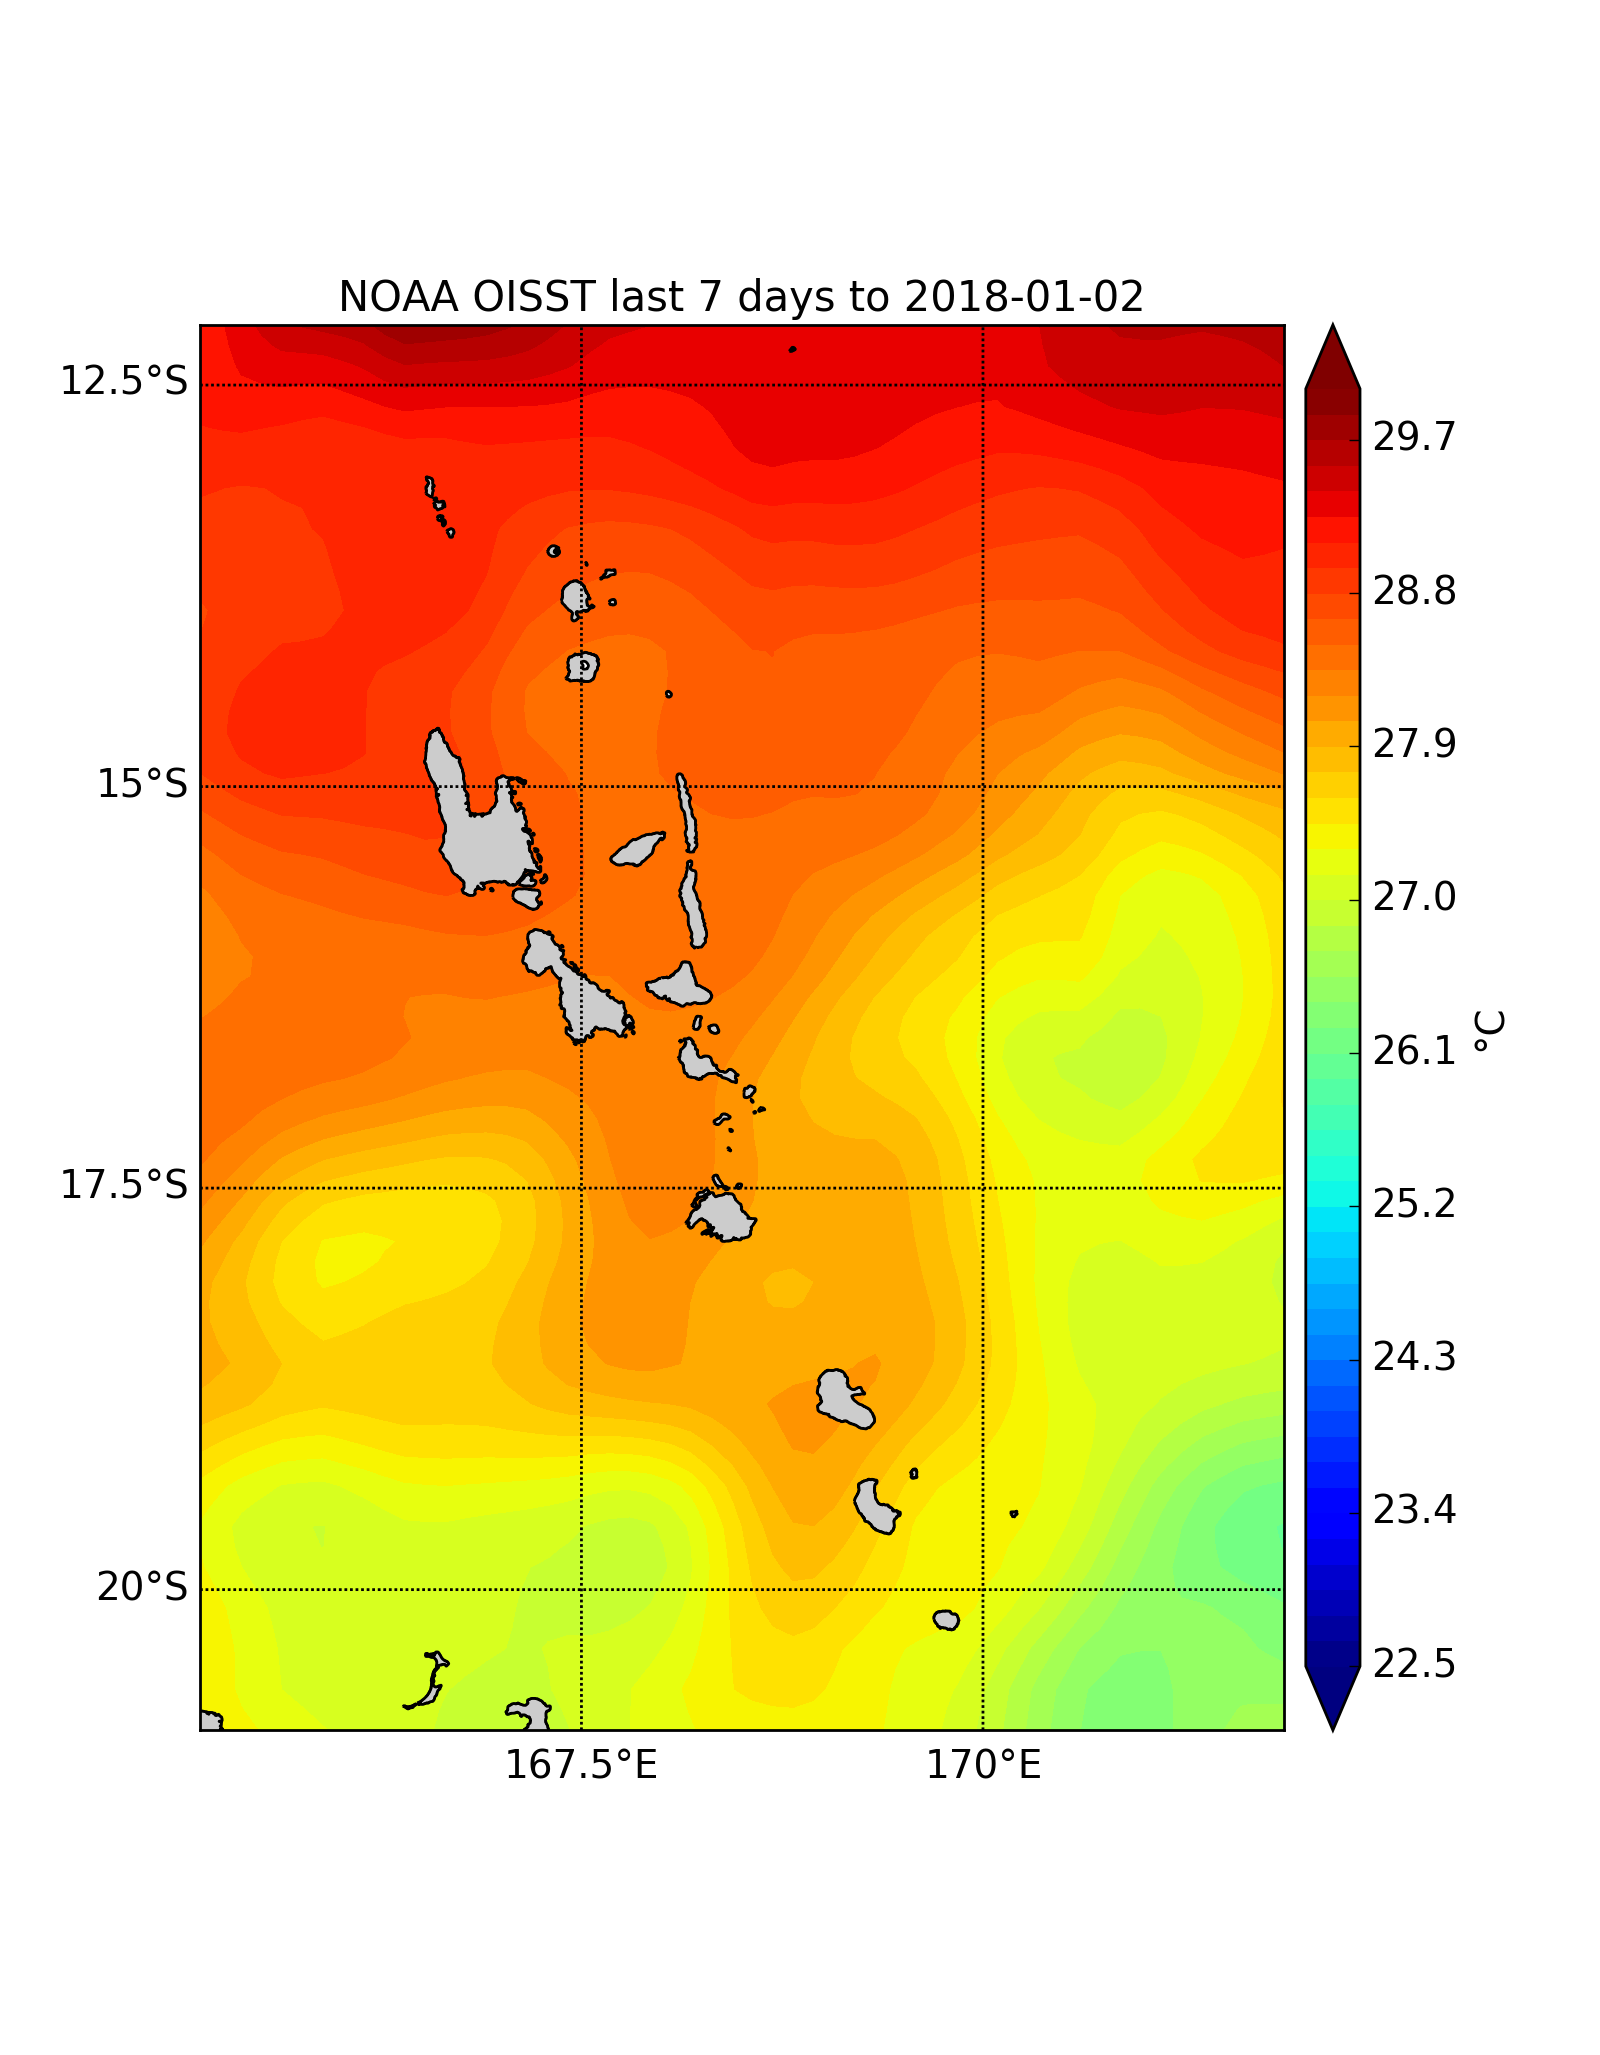 NOAA OISST last 7 days to 2018-01-02
12.5°S
15°S
17.5°S
20°S
167.5°E
170°E
29.7
28.8
27.9
27.0
26.1
25.2
24.3
23.4
22.5
°C